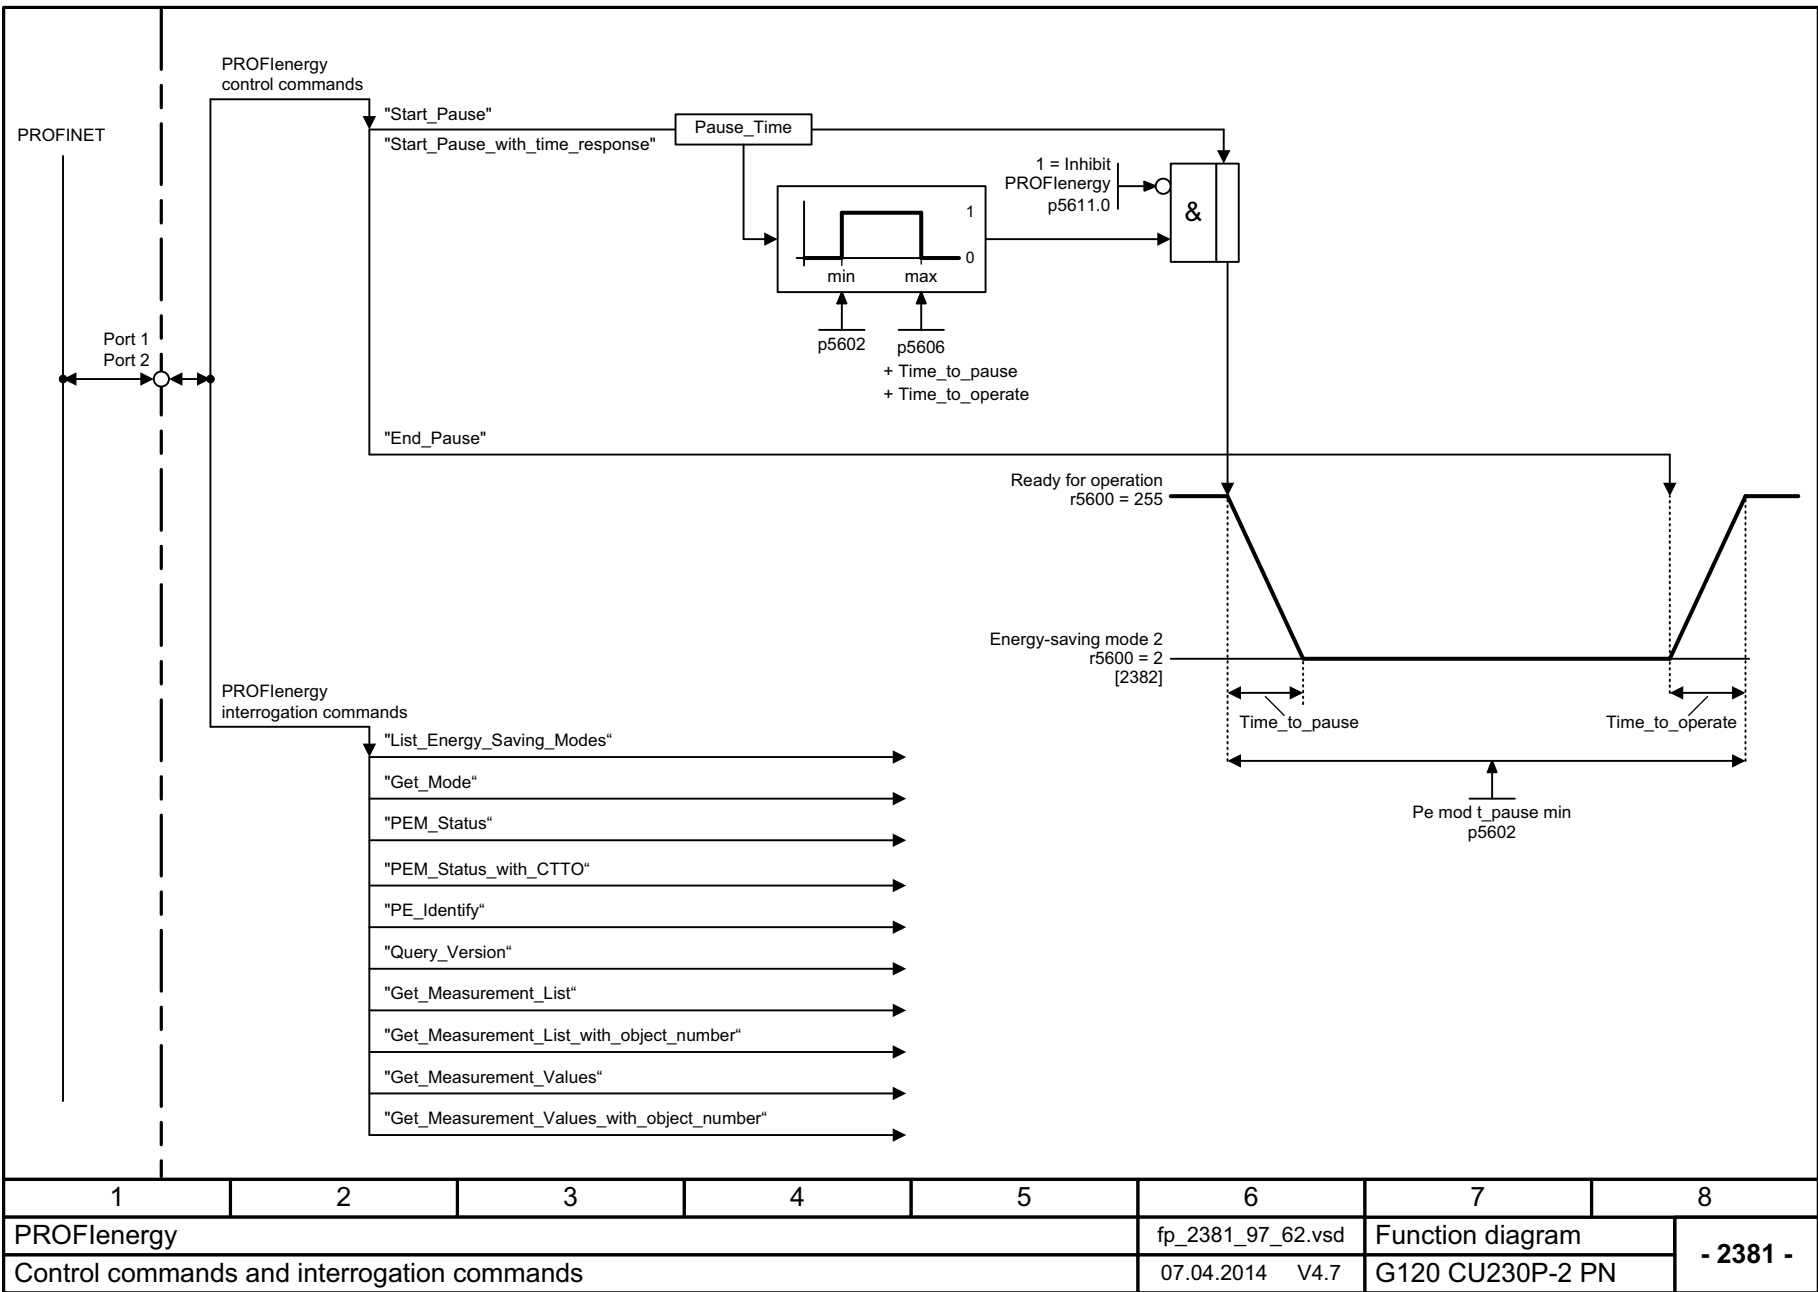 PROFIenergy
control commands
PROFINET
"Start_Pause"
"Start_Pause_with_time_response"
Pause_Time
1 = Inhibit
PROFIenergy
p5611.0
&
1
0
min
max
p5602
p5606
+ Time_to_pause
+ Time_to_operate
Port 1
Port 2
"End_Pause"
Ready for operation
r5600 = 255
Energy-saving mode 2
r5600 = 2
[2382]
Time_to_pause
Time_to_operate
Pe mod t_pause min
p5602
PROFIenergy
interrogation commands
"List_Energy_Saving_Modes“
"Get_Mode“
"PEM_Status“
"PEM_Status_with_CTTO“
"PE_Identify“
"Query_Version“
"Get_Measurement_List“
"Get_Measurement_List_with_object_number“
"Get_Measurement_Values“
"Get_Measurement_Values_with_object_number“
1 2 3 4 5 6 7 8
PROFIenergy
fp_2381_97_62.vsd
Function diagram
- 2381 -
Control commands and interrogation commands
07.04.2014 V4.7
G120 CU230P-2 PN